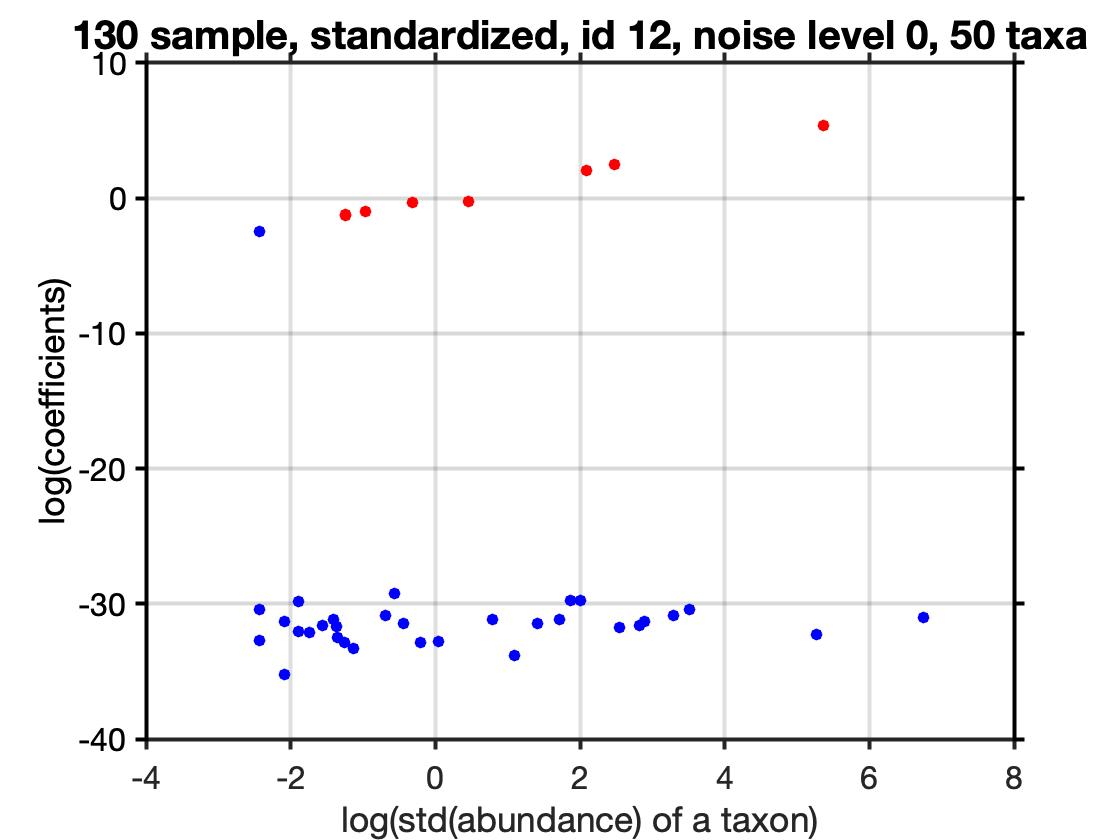 130 sample, standardized, id 12, noise level 0, 50 taxa
10
0
-10
-20
-30
-40
log(coefficients)
-4 -2 0 2 4 6 8
log(std(abundance) of a taxon)